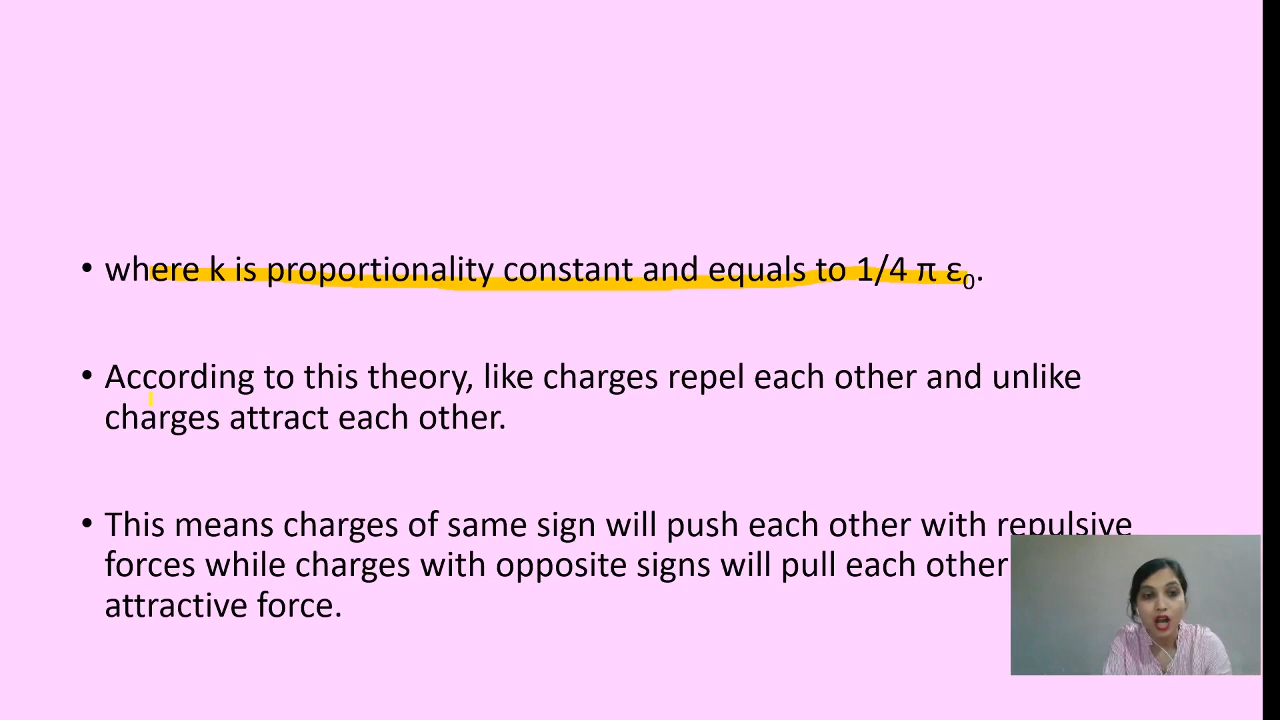 • where k is proportionality constant and equals to 1/4 π ε₀.
• According to this theory, like charges repel each other and unlike
charges attract each other.
• This means charges of same sign will push each other with repulsive
forces while charges with opposite signs will pull each other
attractive force.